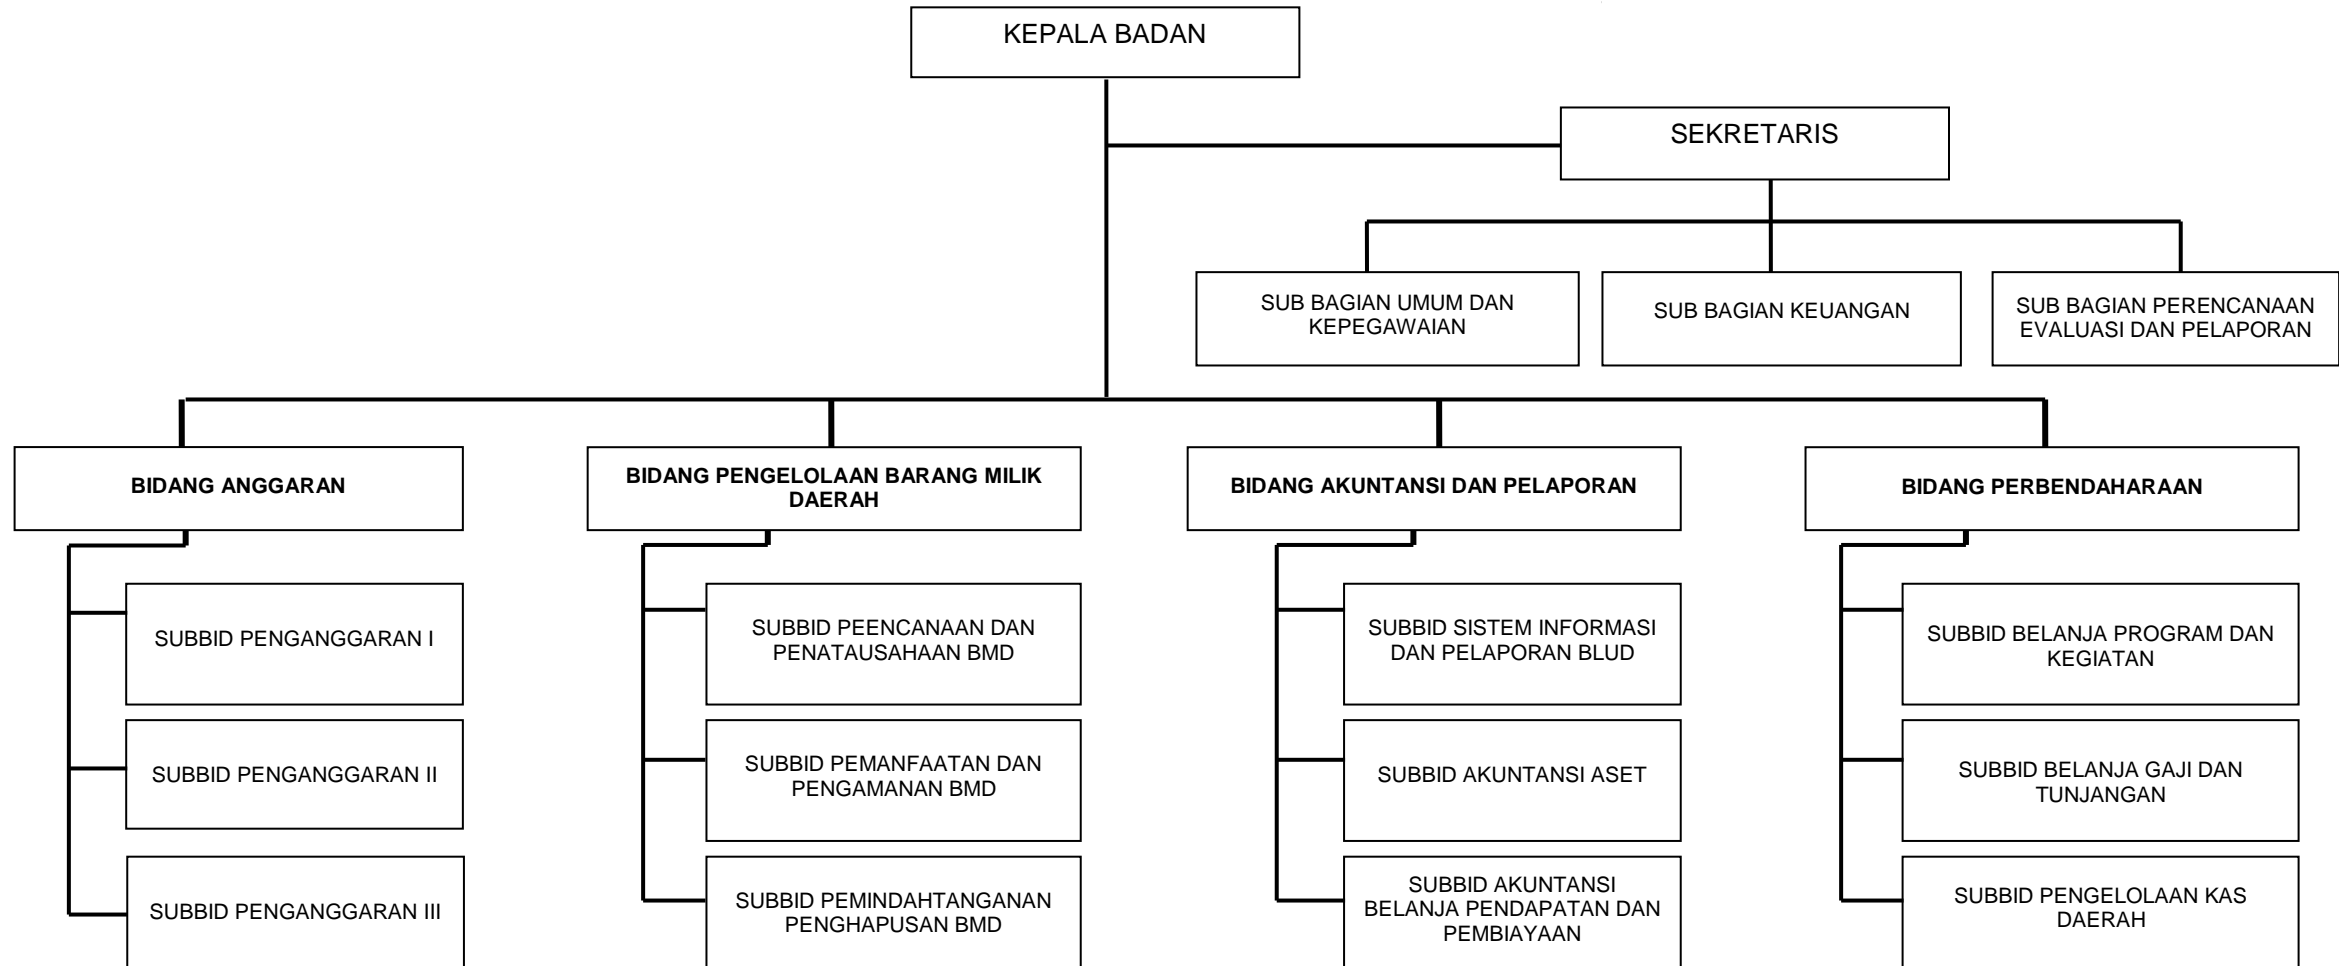 KEPALA BADAN
SEKRETARIS
SUB BAGIAN UMUM DAN
KEPEGAWAIAN
SUB BAGIAN KEUANGAN
SUB BAGIAN PERENCANAAN
EVALUASI DAN PELAPORAN
BIDANG ANGGARAN
BIDANG PENGELOLAAN BARANG MILIK
DAERAH
BIDANG AKUNTANSI DAN PELAPORAN
BIDANG PERBENDAHARAAN
SUBBID PENGANGGARAN I
SUBBID PEENCANAAN DAN
PENATAUSAHAAN BMD
SUBBID SISTEM INFORMASI
DAN PELAPORAN BLUD
SUBBID BELANJA PROGRAM DAN
KEGIATAN
SUBBID PENGANGGARAN II
SUBBID PEMANFAATAN DAN
PENGAMANAN BMD
SUBBID AKUNTANSI ASET
SUBBID BELANJA GAJI DAN
TUNJANGAN
SUBBID PENGANGGARAN III
SUBBID PEMINDAHTANGANAN
PENGHAPUSAN BMD
SUBBID AKUNTANSI
BELANJA PENDAPATAN DAN
PEMBIAYAAN
SUBBID PENGELOLAAN KAS
DAERAH